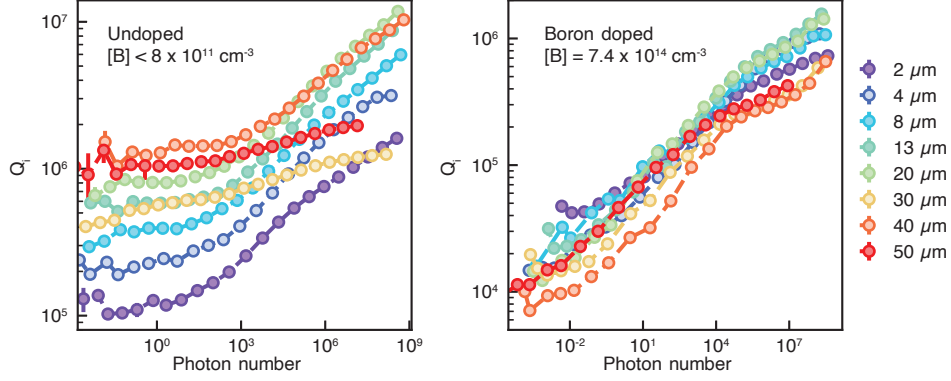 Undoped
[B] < 8 x 10¹¹ cm⁻³
Qᵢ
10⁷
10⁶
10⁵
10⁰
10³
10⁶
10⁹
Photon number
Boron doped
[B] = 7.4 x 10¹⁴ cm⁻³
Qᵢ
10⁶
10⁵
10⁴
10⁻²
10¹
10⁴
10⁷
Photon number
2 µm
4 µm
8 µm
13 µm
20 µm
30 µm
40 µm
50 µm